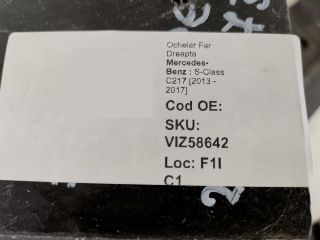 Ochelar Far
Dreapta
Mercedes-
Benz : S-Class
C217 [2013 -
2017]
Cod OE:
SKU:
VIZ58642
Loc: F1I
C1